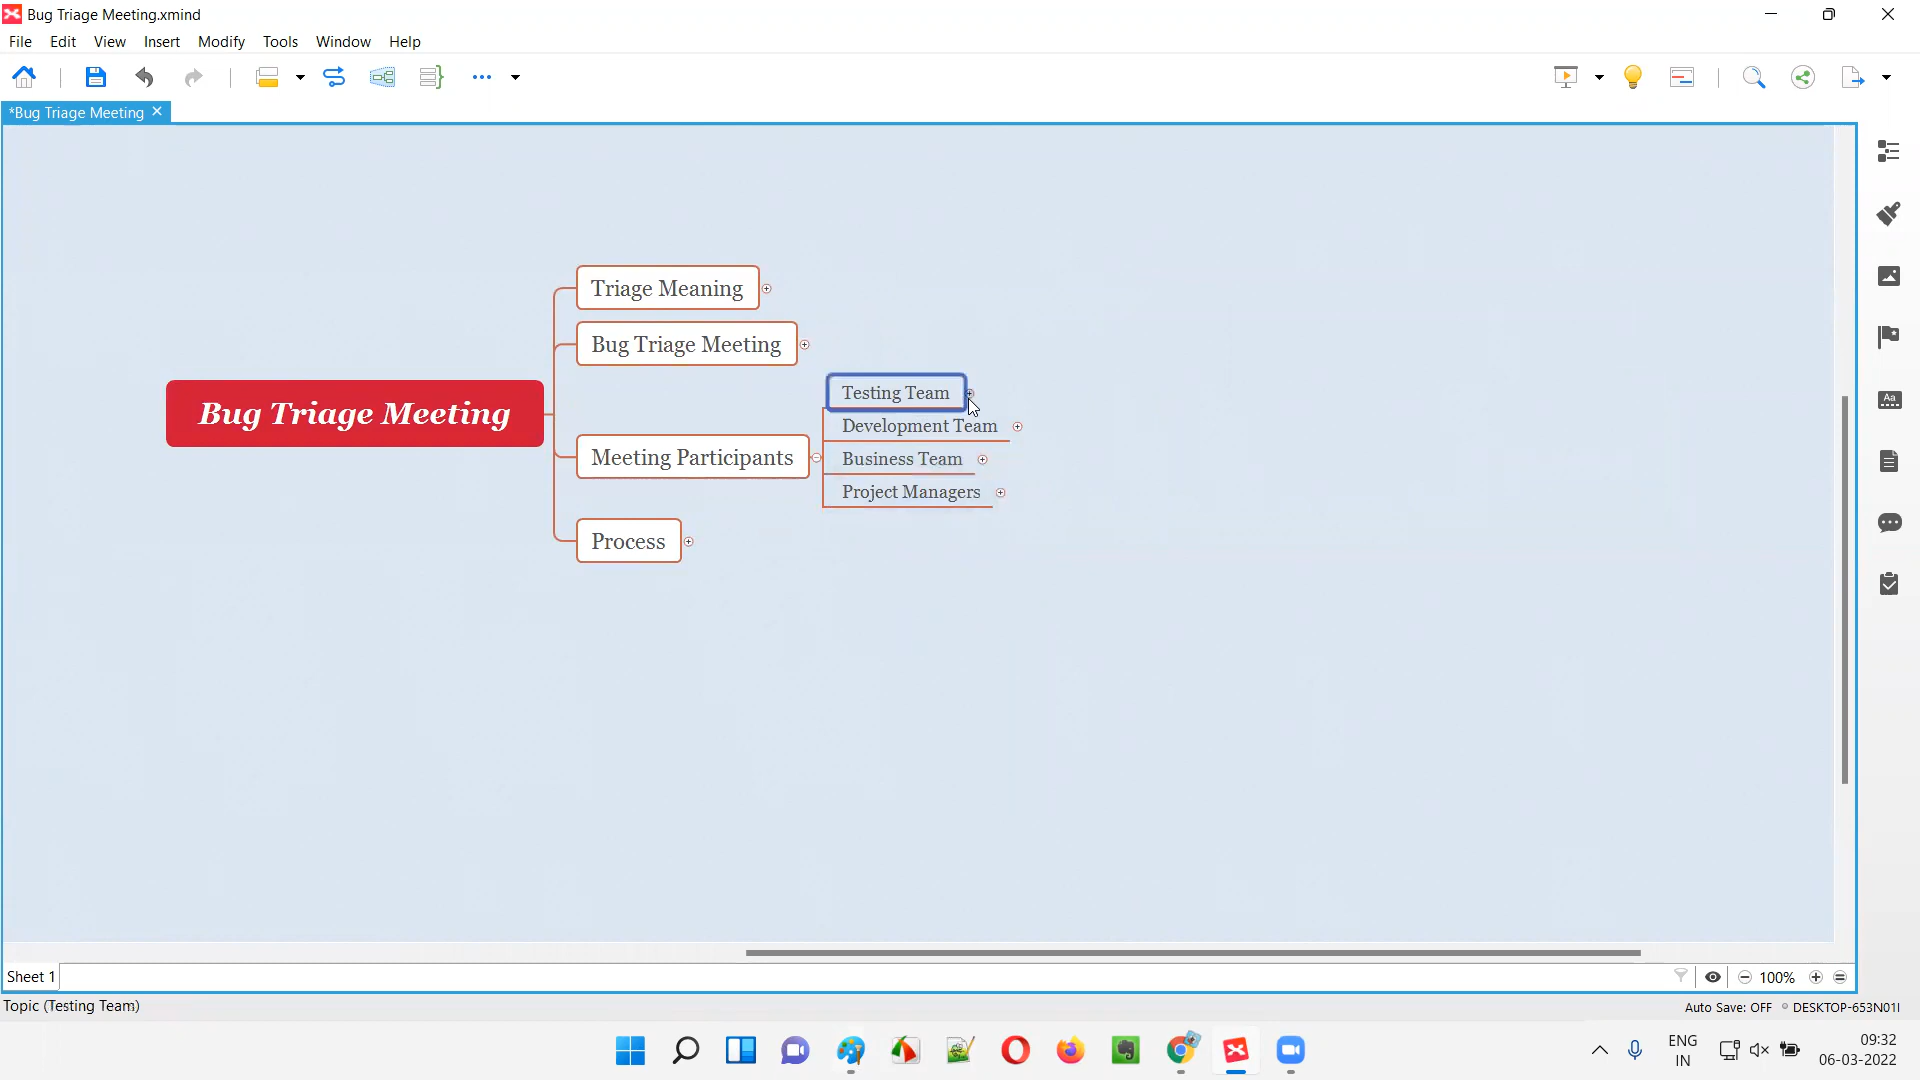 Bug Triage Meeting.xmind
File Edit View Insert Modify Tools Window Help
*Bug Triage Meeting
Triage Meaning
Bug Triage Meeting
Testing Team
Bug Triage Meeting
Development Team
Meeting Participants
Business Team
Project Managers
Process
Aa
Sheet 1
100%
Topic (Testing Team)
Auto Save: OFF
DESKTOP-653N01I
ENG
IN
09:32
06-03-2022